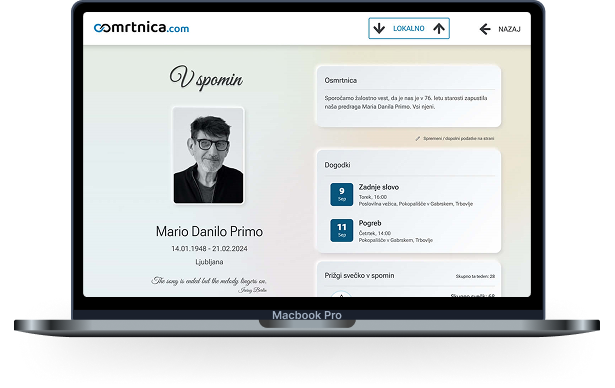 osmrtnica.com
LOKALNO
NAZAJ
V spomin
Mario Danilo Primo
14.01.1948 - 21.02.2024
Ljubljana
The song is ended but the melody lingers on.
Irving Berlin
Osmrtnica
Sporočamo žalostno vest, da je nas je v 76. letu starosti zapustila
naša predraga Maria Danila Primo. Vsi njeni.
Spremeni / dopolni podatke na strani
Dogodki
9
Sep
Zadnje slovo
Torek, 16:00
Poslovilna vežica, Pokopališče v Gabrskem, Trbovlje
11
Sep
Pogreb
Četrtek, 14:00
Pokopališče v Gabrskem, Trbovlje
Prižgi svečko v spomin
Skupno ta teden: 28
Skupno svečk: 68
Macbook Pro